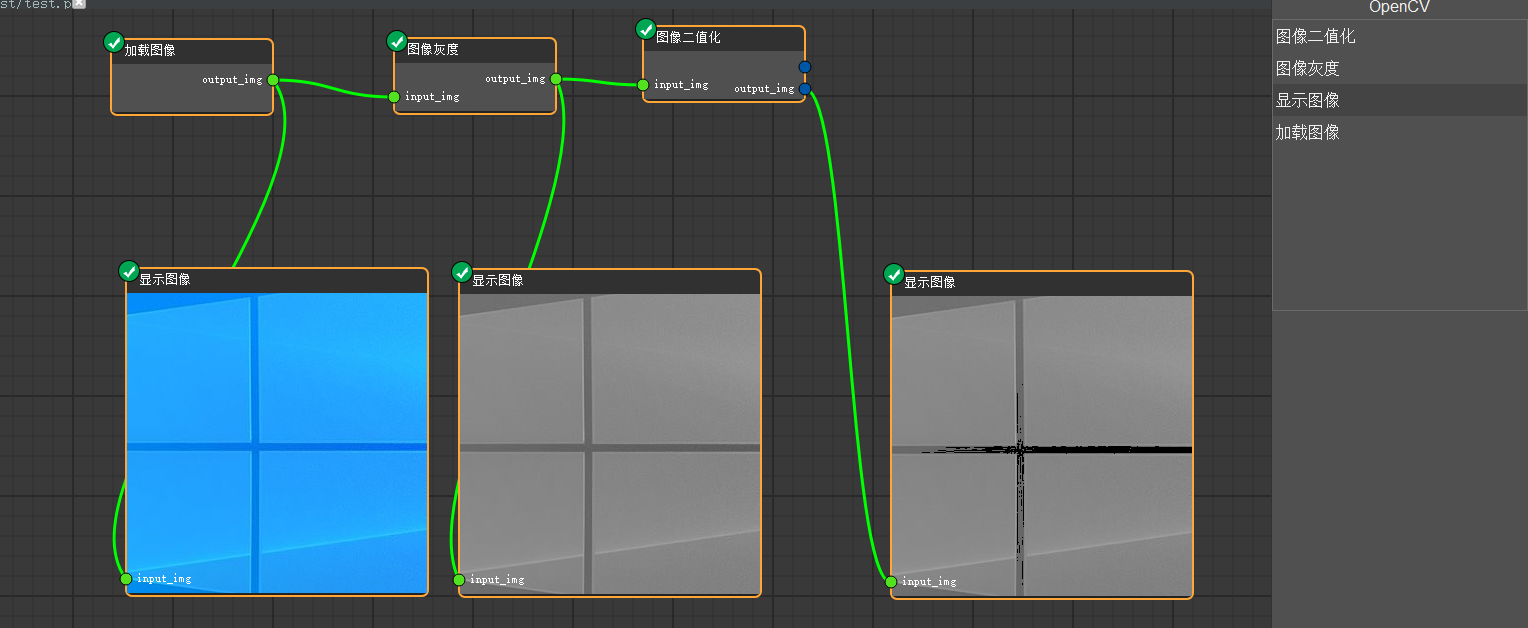 st/test.p
OpenCV
图像二值化
图像灰度
显示图像
加载图像
加载图像
output_img
图像灰度
output_img
input_img
图像二值化
input_img
output_img
显示图像
input_img
显示图像
input_img
显示图像
input_img